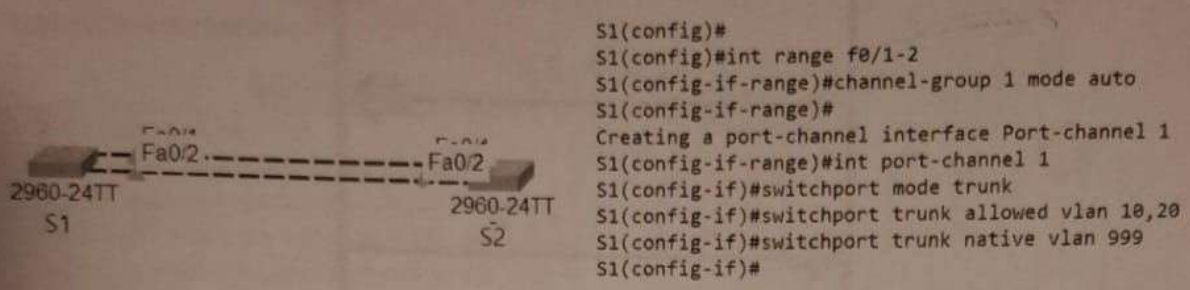 Fa0/2
Fa0/2
2960-24TT
S1
2960-24TT
S2
S1(config)#
S1(config)#int range f0/1-2
S1(config-if-range)#channel-group 1 mode auto
S1(config-if-range)#
Creating a port-channel interface Port-channel 1
S1(config-if-range)#int port-channel 1
S1(config-if)#switchport mode trunk
S1(config-if)#switchport trunk allowed vlan 10,20
S1(config-if)#switchport trunk native vlan 999
S1(config-if)#